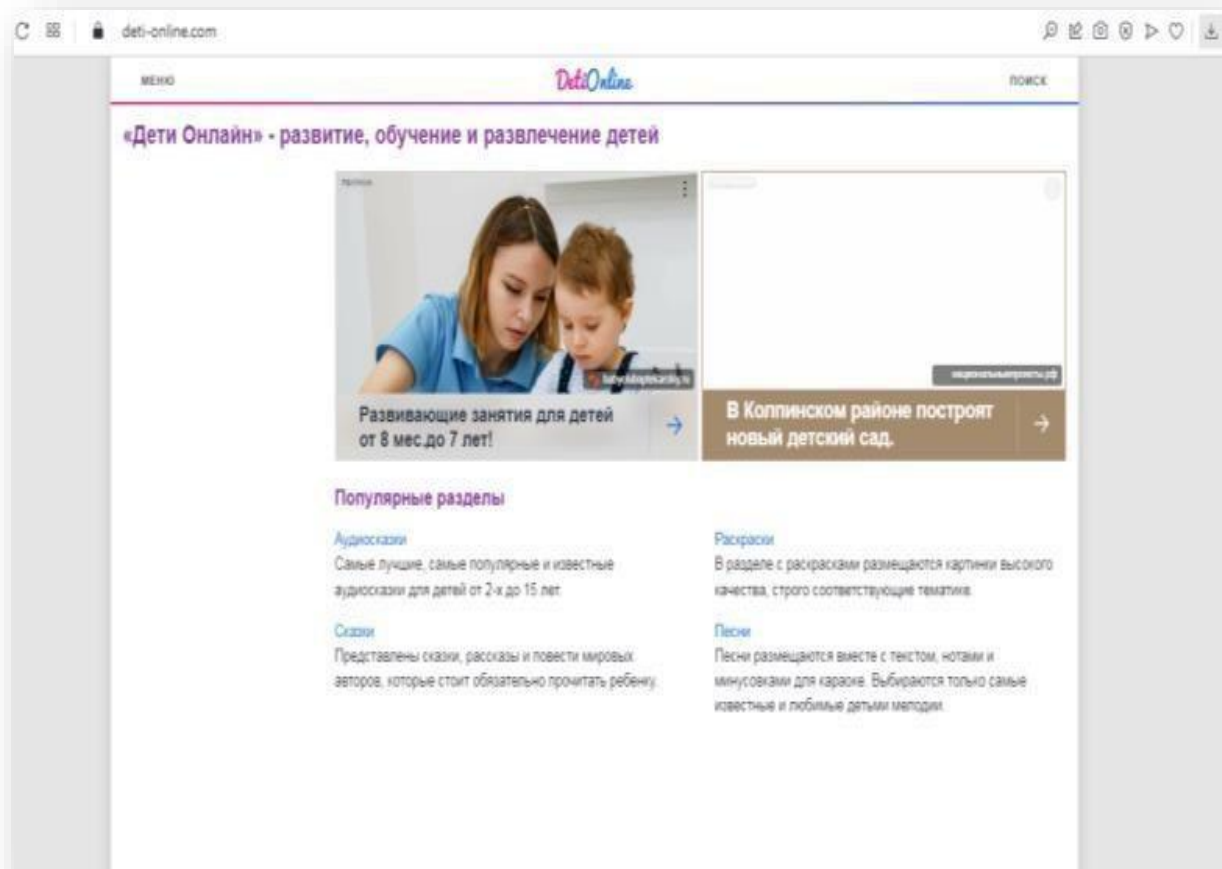 deti-online.com
МЕНЮ
DetiOnline
ПОИСК
«Дети Онлайн» - развитие, обучение и развлечение детей
Развивающие занятия для детей
от 8 мес.до 7 лет!
национальныепроекты.рф
В Колпинском районе построят
новый детский сад.
Популярные разделы
Аудиосказки
Самые лучшие, самые популярные и известные
аудиосказки для детей от 2-х до 15 лет.
Сказки
Представлены сказки, рассказы и повести мировых
авторов, которые стоит обязательно прочитать ребенку.
Раскраски
В разделе с раскрасками размещаются картинки высокого
качества, строго соответствующие тематике.
Песни
Песни размещаются вместе с текстом, нотами и
минусовками для караоке. Выбираются только самые
известные и любимые детьми мелодии.